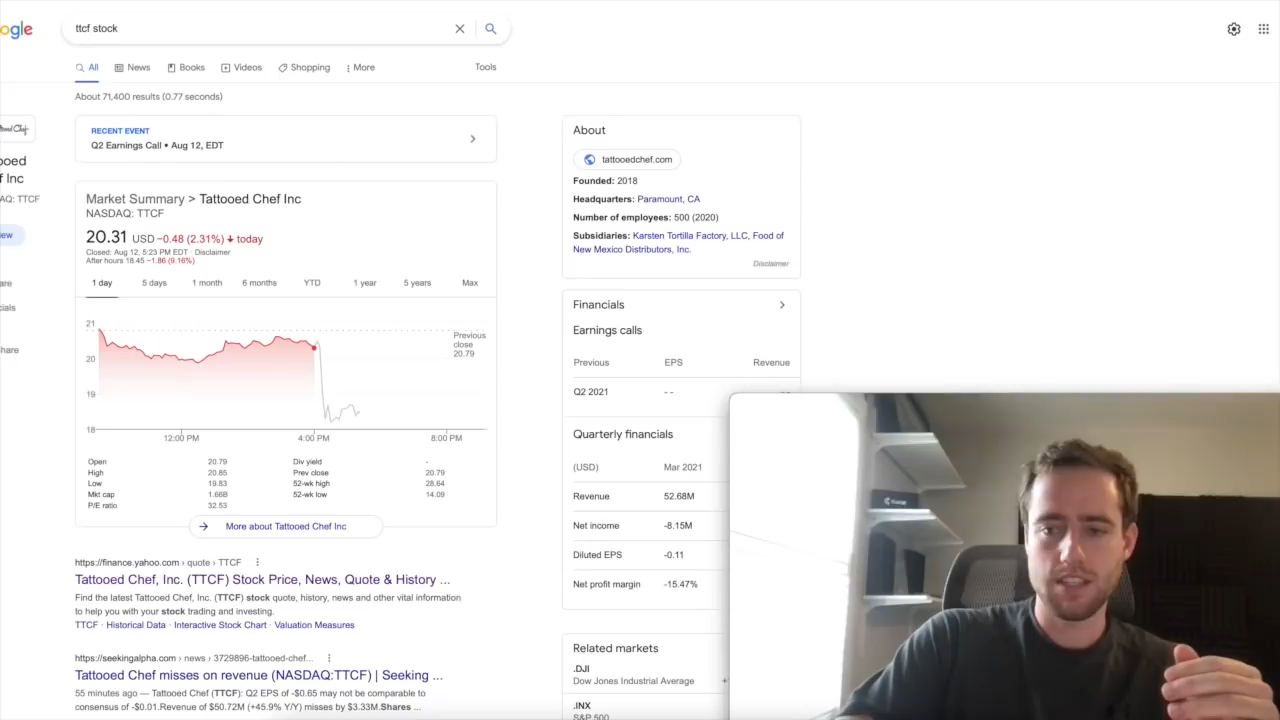 ogle
ttcf stock
All
News
Books
Videos
Shopping
More
Tools
About 71,400 results (0.77 seconds)
ooed
f Inc
AQ: TTCF
ew
are
cials
Share
RECENT EVENT
Q2 Earnings Call • Aug 12, EDT
Market Summary > Tattooed Chef Inc
NASDAQ: TTCF
20.31 USD −0.48 (2.31%) today
Closed: Aug 12, 5:23 PM EDT · Disclaimer
After hours 18.45 −1.86 (9.16%)
1 day 5 days 1 month 6 months YTD 1 year 5 years Max
21
20
19
18
Previous
close
20.79
12:00 PM 4:00 PM 8:00 PM
Open 20.79 Div yield -
High 20.85 Prev close 20.79
Low 19.83 52-wk high 28.64
Mkt cap 1.66B 52-wk low 14.09
P/E ratio 32.53
More about Tattooed Chef Inc
https://finance.yahoo.com › quote › TTCF
Tattooed Chef, Inc. (TTCF) Stock Price, News, Quote & History ...
Find the latest Tattooed Chef, Inc. (TTCF) stock quote, history, news and other vital information
to help you with your stock trading and investing.
TTCF · Historical Data · Interactive Stock Chart · Valuation Measures
https://seekingalpha.com › news › 3729896-tattooed-chef...
Tattooed Chef misses on revenue (NASDAQ:TTCF) | Seeking ...
55 minutes ago — Tattooed Chef (TTCF): Q2 EPS of -$0.65 may not be comparable to
consensus of -$0.01.Revenue of $50.72M (+45.9% Y/Y) misses by $3.33M.Shares ...
About
tattooedchef.com
Founded: 2018
Headquarters: Paramount, CA
Number of employees: 500 (2020)
Subsidiaries: Karsten Tortilla Factory, LLC, Food of
New Mexico Distributors, Inc.
Disclaimer
Financials
Earnings calls
Previous EPS Revenue
Q2 2021 - -
Quarterly financials
(USD) Mar 2021
Revenue 52.68M
Net income -8.15M
Diluted EPS -0.11
Net profit margin -15.47%
Related markets
.DJI
Dow Jones Industrial Average
.INX
S&P 500